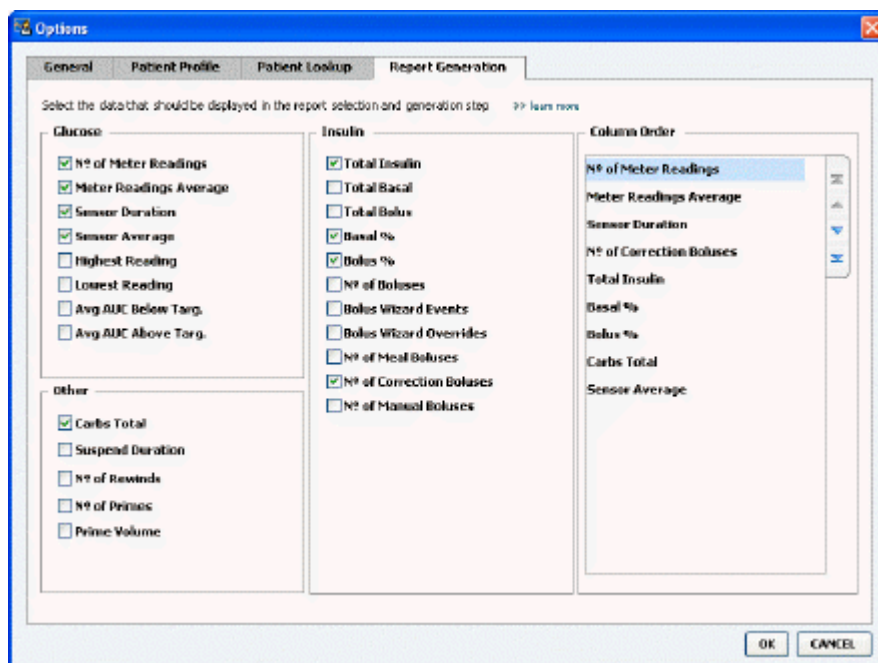 Options
General
Patient Profile
Patient Lookup
Report Generation
Select the data that should be displayed in the report selection and generation step >> learn more
Glucose
Nº of Meter Readings
Meter Readings Average
Sensor Duration
Sensor Average
Highest Reading
Lowest Reading
Avg AUC Below Targ.
Avg AUC Above Targ.
Other
Carbs Total
Suspend Duration
Nº of Rewinds
Nº of Primes
Prime Volume
Insulin
Total Insulin
Total Basal
Total Bolus
Basal %
Bolus %
Nº of Boluses
Bolus Wizard Events
Bolus Wizard Overrides
Nº of Meal Boluses
Nº of Correction Boluses
Nº of Manual Boluses
Column Order
Nº of Meter Readings
Meter Readings Average
Sensor Duration
Nº of Correction Boluses
Total Insulin
Basal %
Bolus %
Carbs Total
Sensor Average
OK
CANCEL